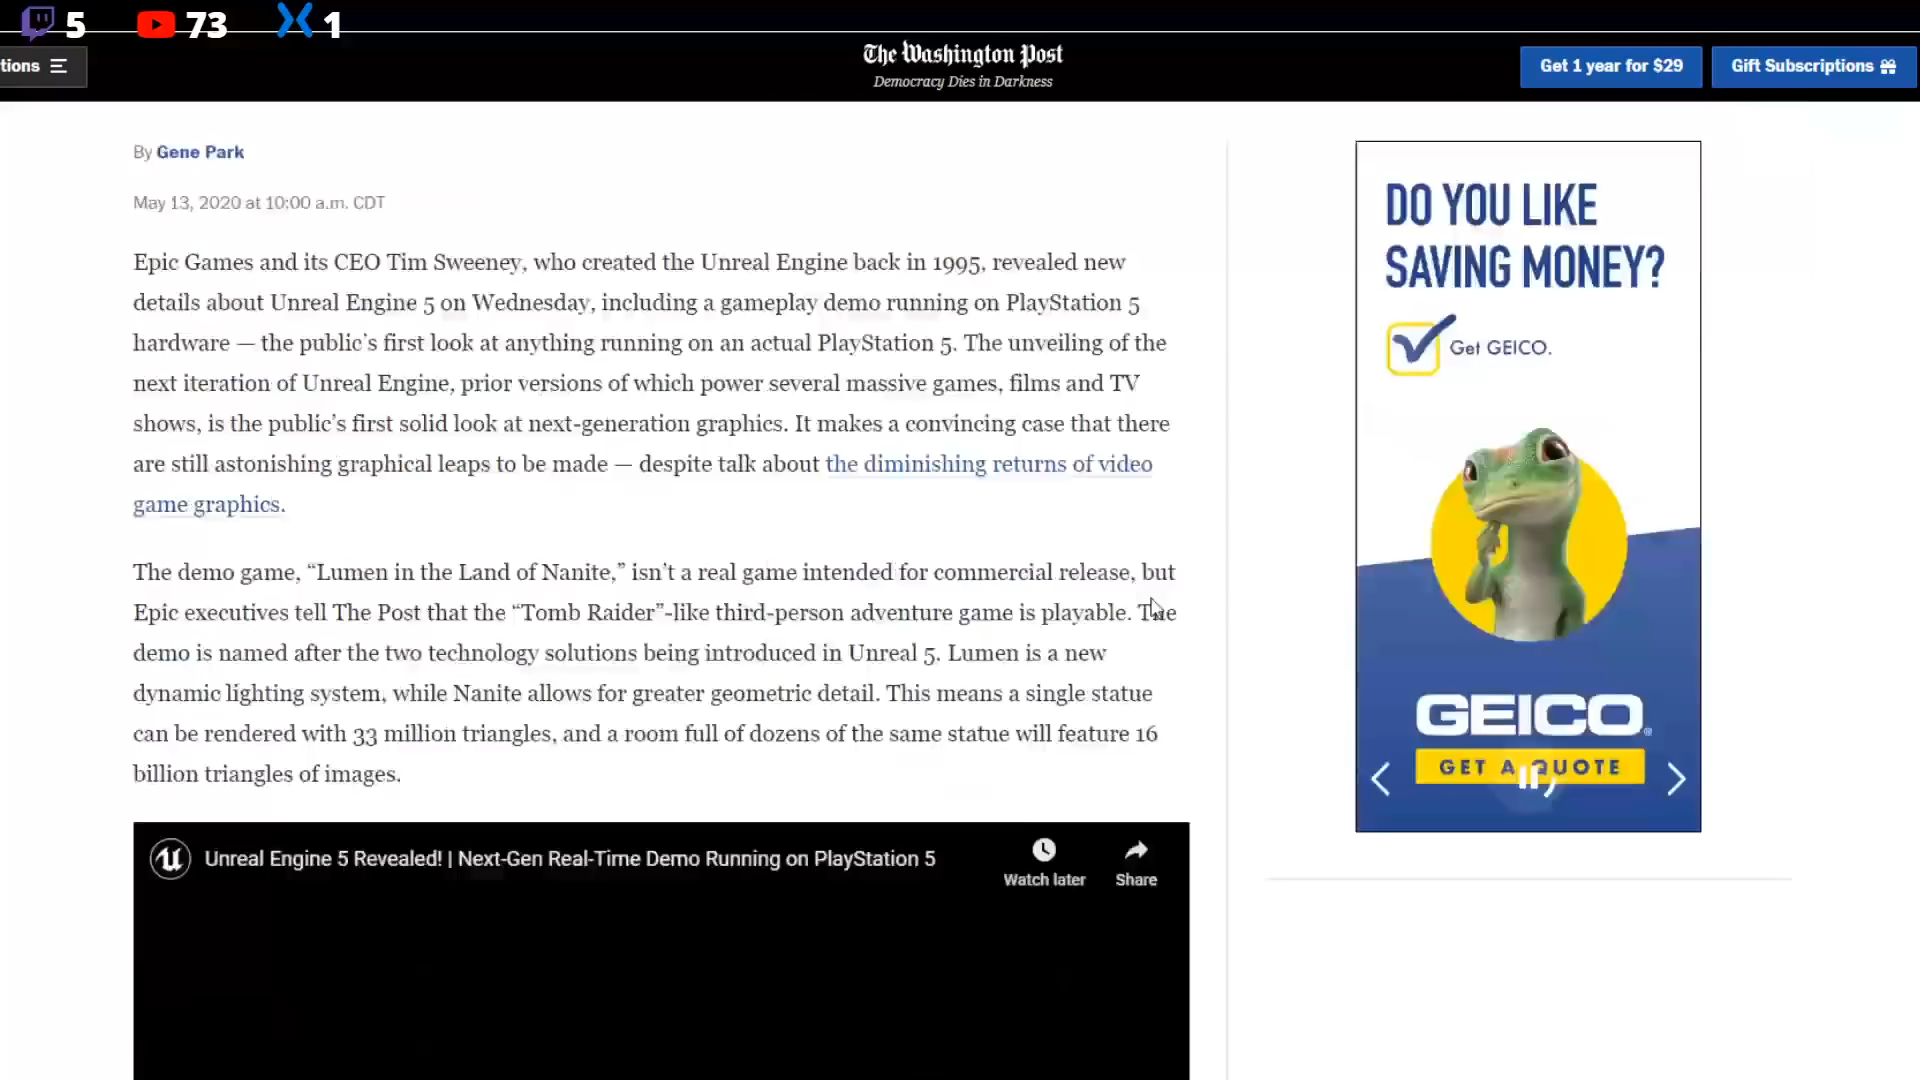 5 73 1
tions
The Washington Post
Democracy Dies in Darkness
Get 1 year for $29
Gift Subscriptions
By Gene Park
May 13, 2020 at 10:00 a.m. CDT
Epic Games and its CEO Tim Sweeney, who created the Unreal Engine back in 1995, revealed new
details about Unreal Engine 5 on Wednesday, including a gameplay demo running on PlayStation 5
hardware — the public's first look at anything running on an actual PlayStation 5. The unveiling of the
next iteration of Unreal Engine, prior versions of which power several massive games, films and TV
shows, is the public's first solid look at next-generation graphics. It makes a convincing case that there
are still astonishing graphical leaps to be made — despite talk about the diminishing returns of video
game graphics.
The demo game, “Lumen in the Land of Nanite,” isn't a real game intended for commercial release, but
Epic executives tell The Post that the “Tomb Raider”-like third-person adventure game is playable. The
demo is named after the two technology solutions being introduced in Unreal 5. Lumen is a new
dynamic lighting system, while Nanite allows for greater geometric detail. This means a single statue
can be rendered with 33 million triangles, and a room full of dozens of the same statue will feature 16
billion triangles of images.
Unreal Engine 5 Revealed! | Next-Gen Real-Time Demo Running on PlayStation 5
Watch later
Share
DO YOU LIKE
SAVING MONEY?
Get GEICO.
GEICO
GET A QUOTE